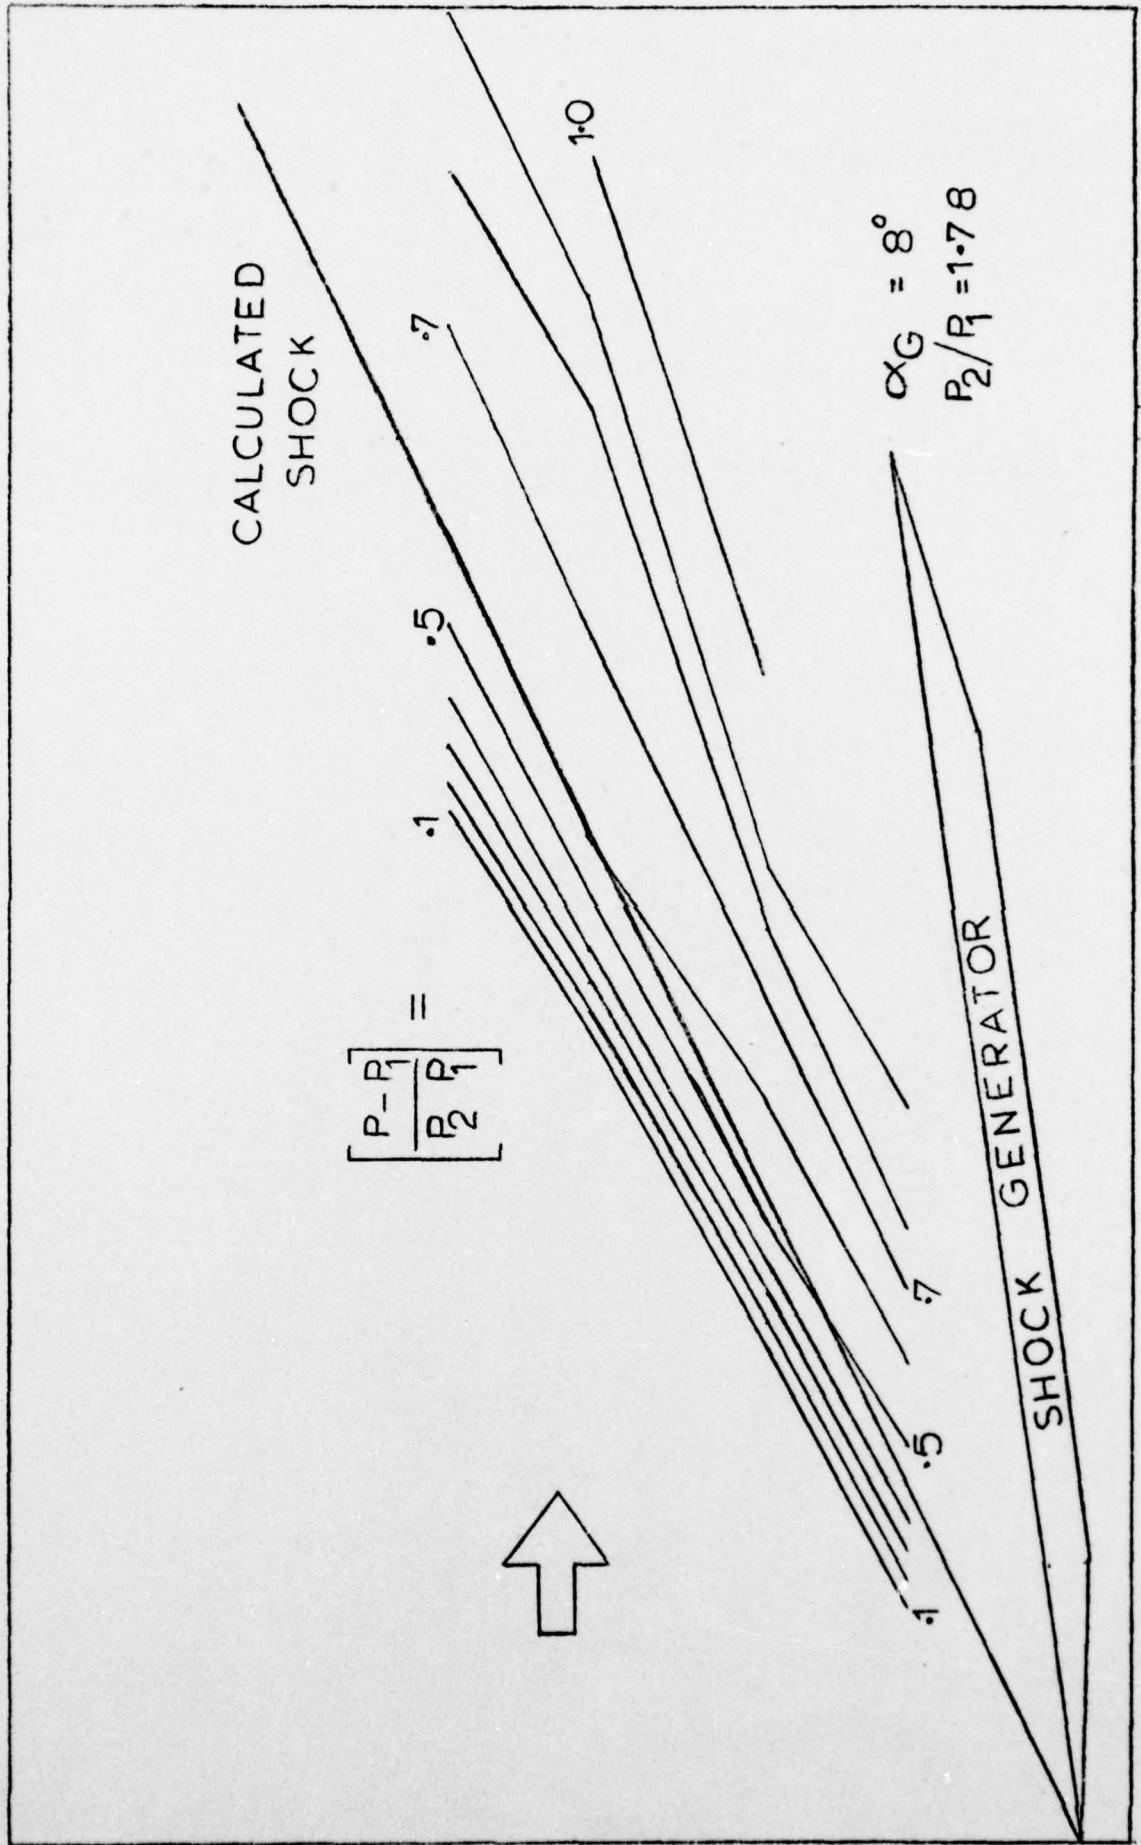 CALCULATED
SHOCK
[P-P1 / P2 P1] =
.1
.5
.7
1.0
.1
.5
.7
αG = 8°
P2/P1 = 1.78
SHOCK GENERATOR